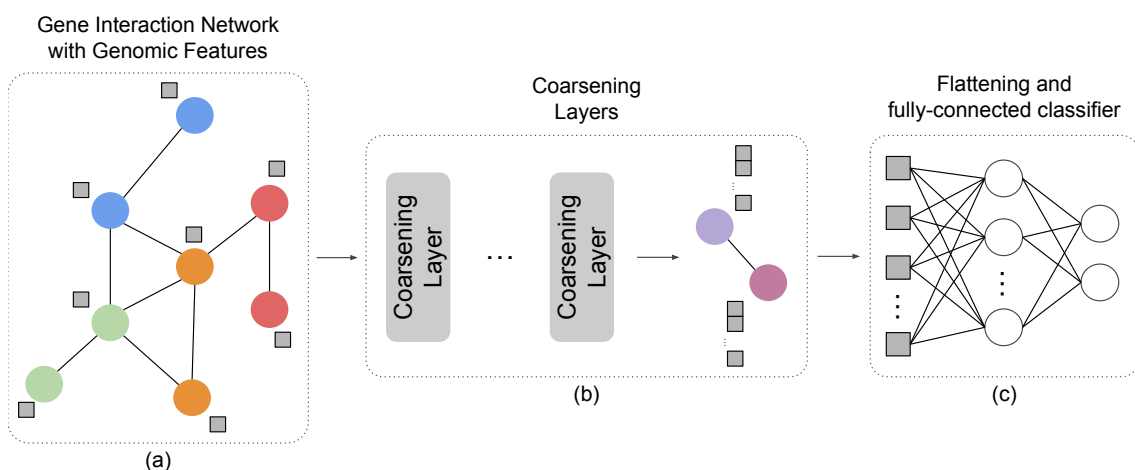 Gene Interaction Network
with Genomic Features
(a)
Coarsening
Layers
Coarsening
Layer
...
Coarsening
Layer
(b)
Flattening and
fully-connected classifier
(c)